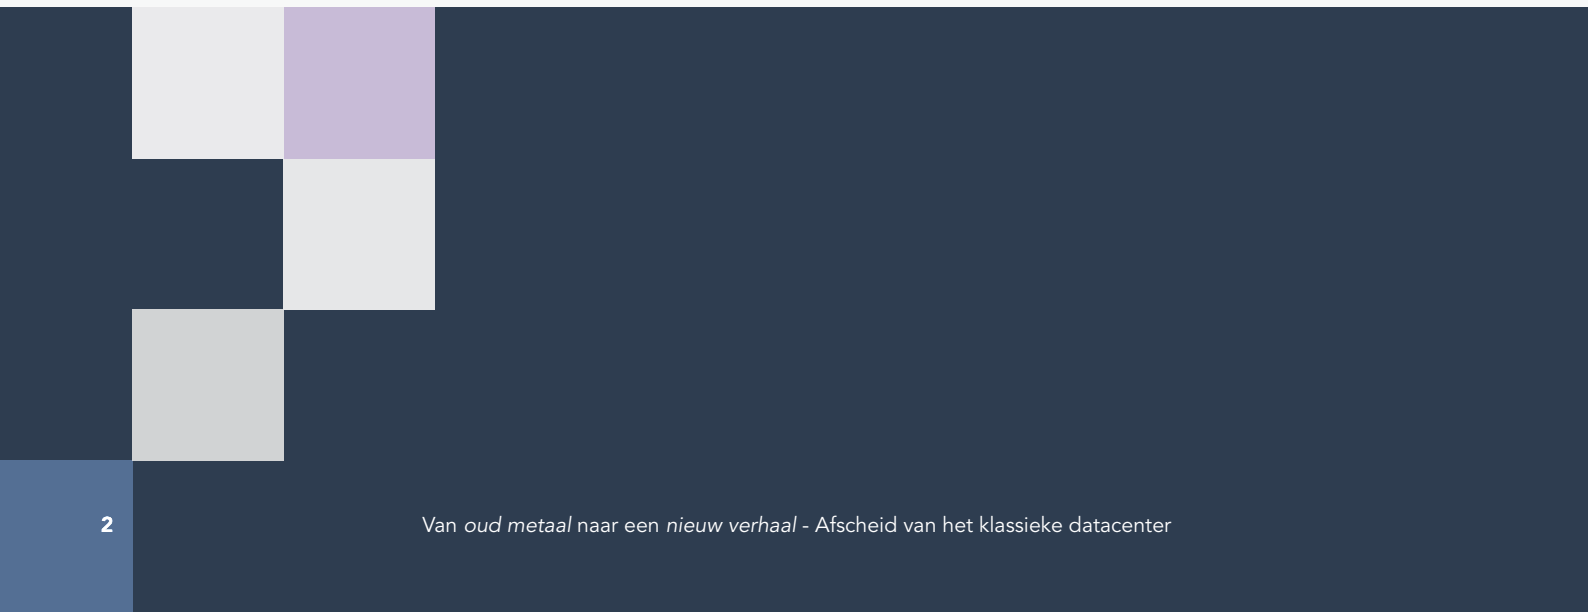 2 Van oud metaal naar een nieuw verhaal - Afscheid van het klassieke datacenter